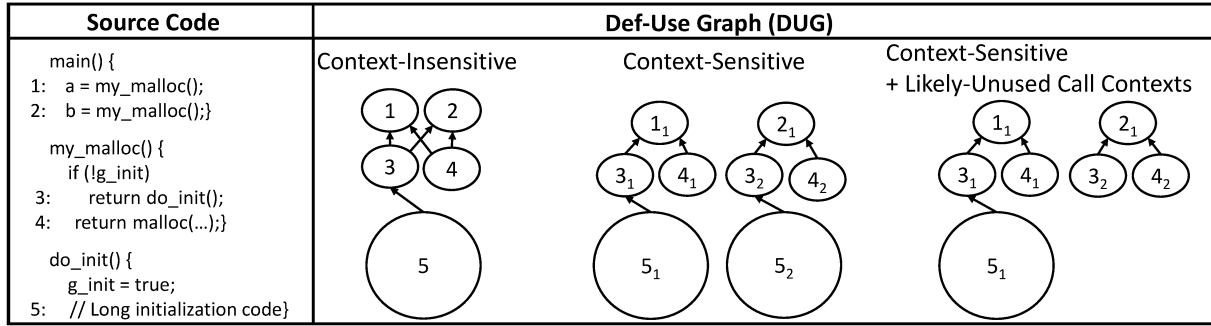 Source Code
Def-Use Graph (DUG)
main() {
1: a = my_malloc();
2: b = my_malloc();}
my_malloc() {
if (!g_init)
3: return do_init();
4: return malloc(…);}
do_init() {
g_init = true;
5: // Long initialization code}
Context-Insensitive
1 2
3 4
5
Context-Sensitive
1₁ 2₁
3₁ 4₁ 3₂ 4₂
5₁ 5₂
Context-Sensitive
+ Likely-Unused Call Contexts
1₁ 2₁
3₁ 4₁ 3₂ 4₂
5₁